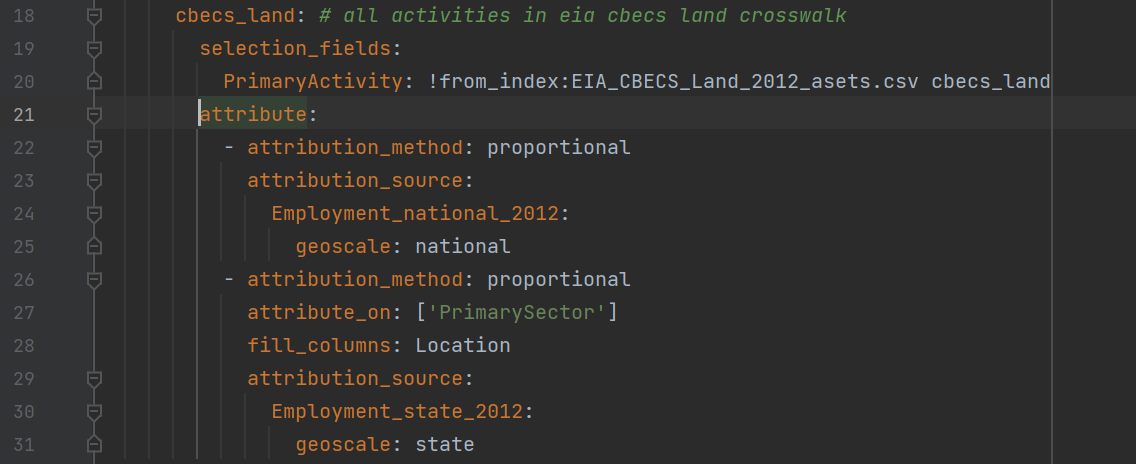 18 cbecs_land: # all activities in eia cbecs land crosswalk
19 selection_fields:
20 PrimaryActivity: !from_index:EIA_CBECS_Land_2012_asets.csv cbecs_land
21 attribute:
22 - attribution_method: proportional
23 attribution_source:
24 Employment_national_2012:
25 geoscale: national
26 - attribution_method: proportional
27 attribute_on: ['PrimarySector']
28 fill_columns: Location
29 attribution_source:
30 Employment_state_2012:
31 geoscale: state